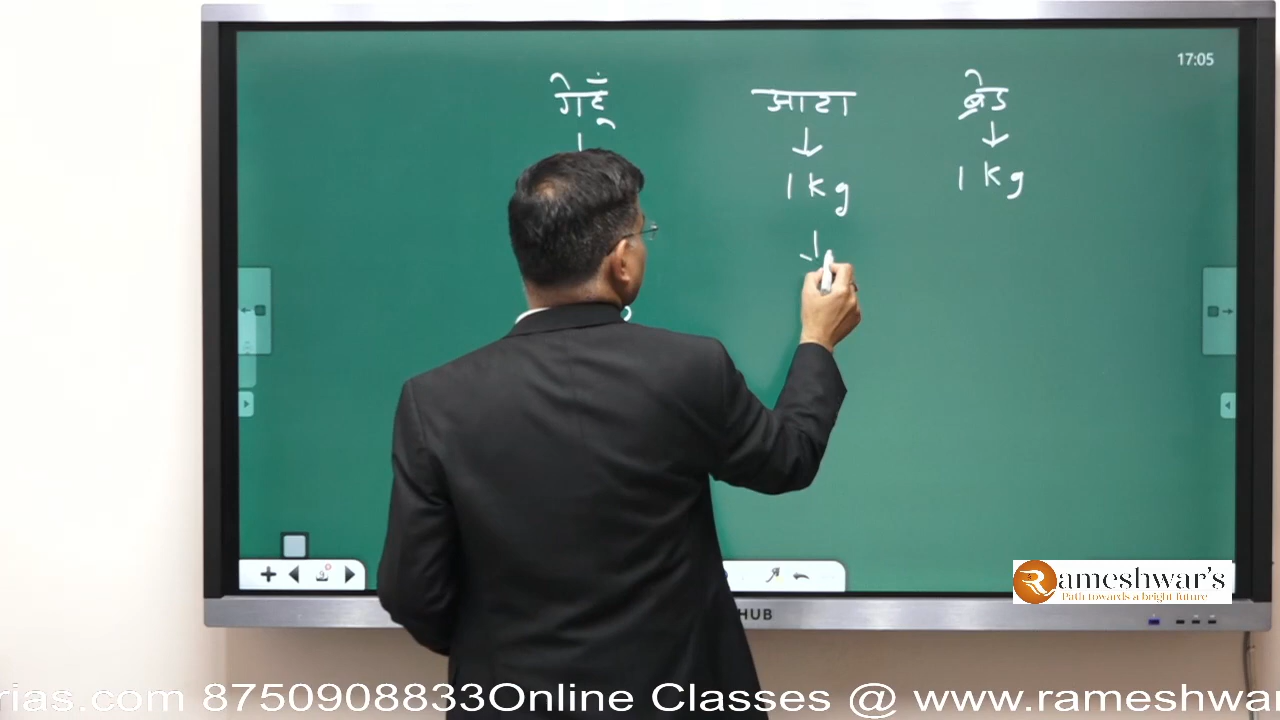 17:05
गेहूँ आटा ब्रेड
↓ ↓
1 Kg 1 Kg
↓
HUB
Rameshwar's
Path towards a bright future
rias.com 8750908833Online Classes @ www.rameshwar